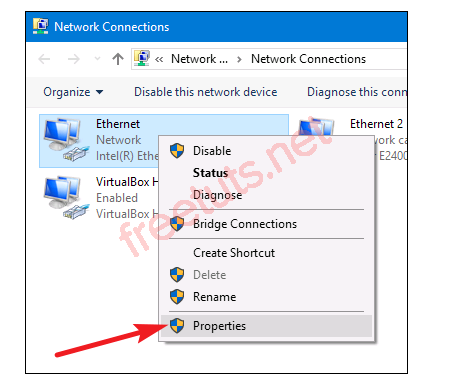 Network Connections
Network ... Network Connections
Organize Disable this network device Diagnose this conn
Ethernet
Network
Intel(R) Ethe
Ethernet 2
Network ca
E2400
VirtualBox H
Enabled
VirtualBox H
Disable
Status
Diagnose
Bridge Connections
Create Shortcut
Delete
Rename
Properties
freetuts.net